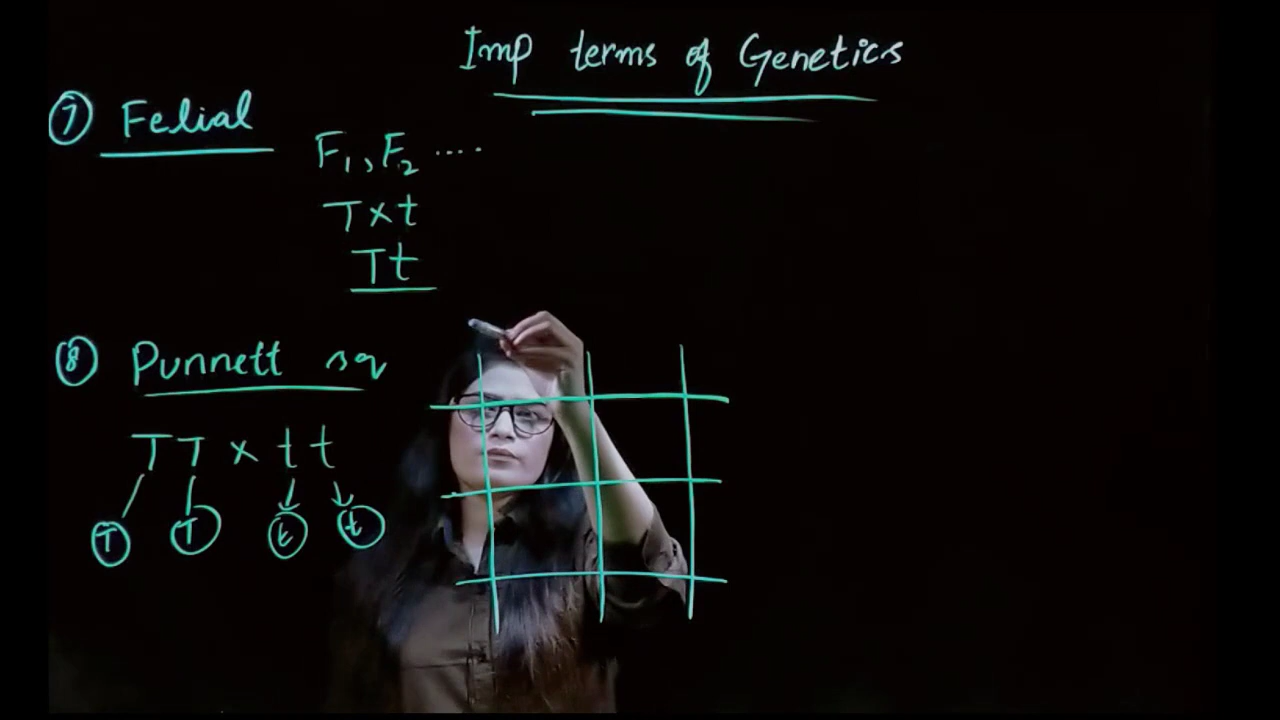 Imp terms of Genetics
7 Felial
F1, F2 ....
T x t
Tt
8 Punnett sq
TT x tt
T T t t